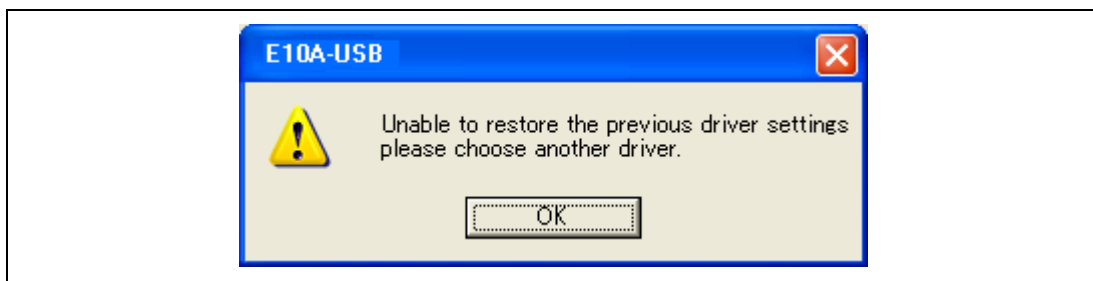 E10A-USB
Unable to restore the previous driver settings
please choose another driver.
OK